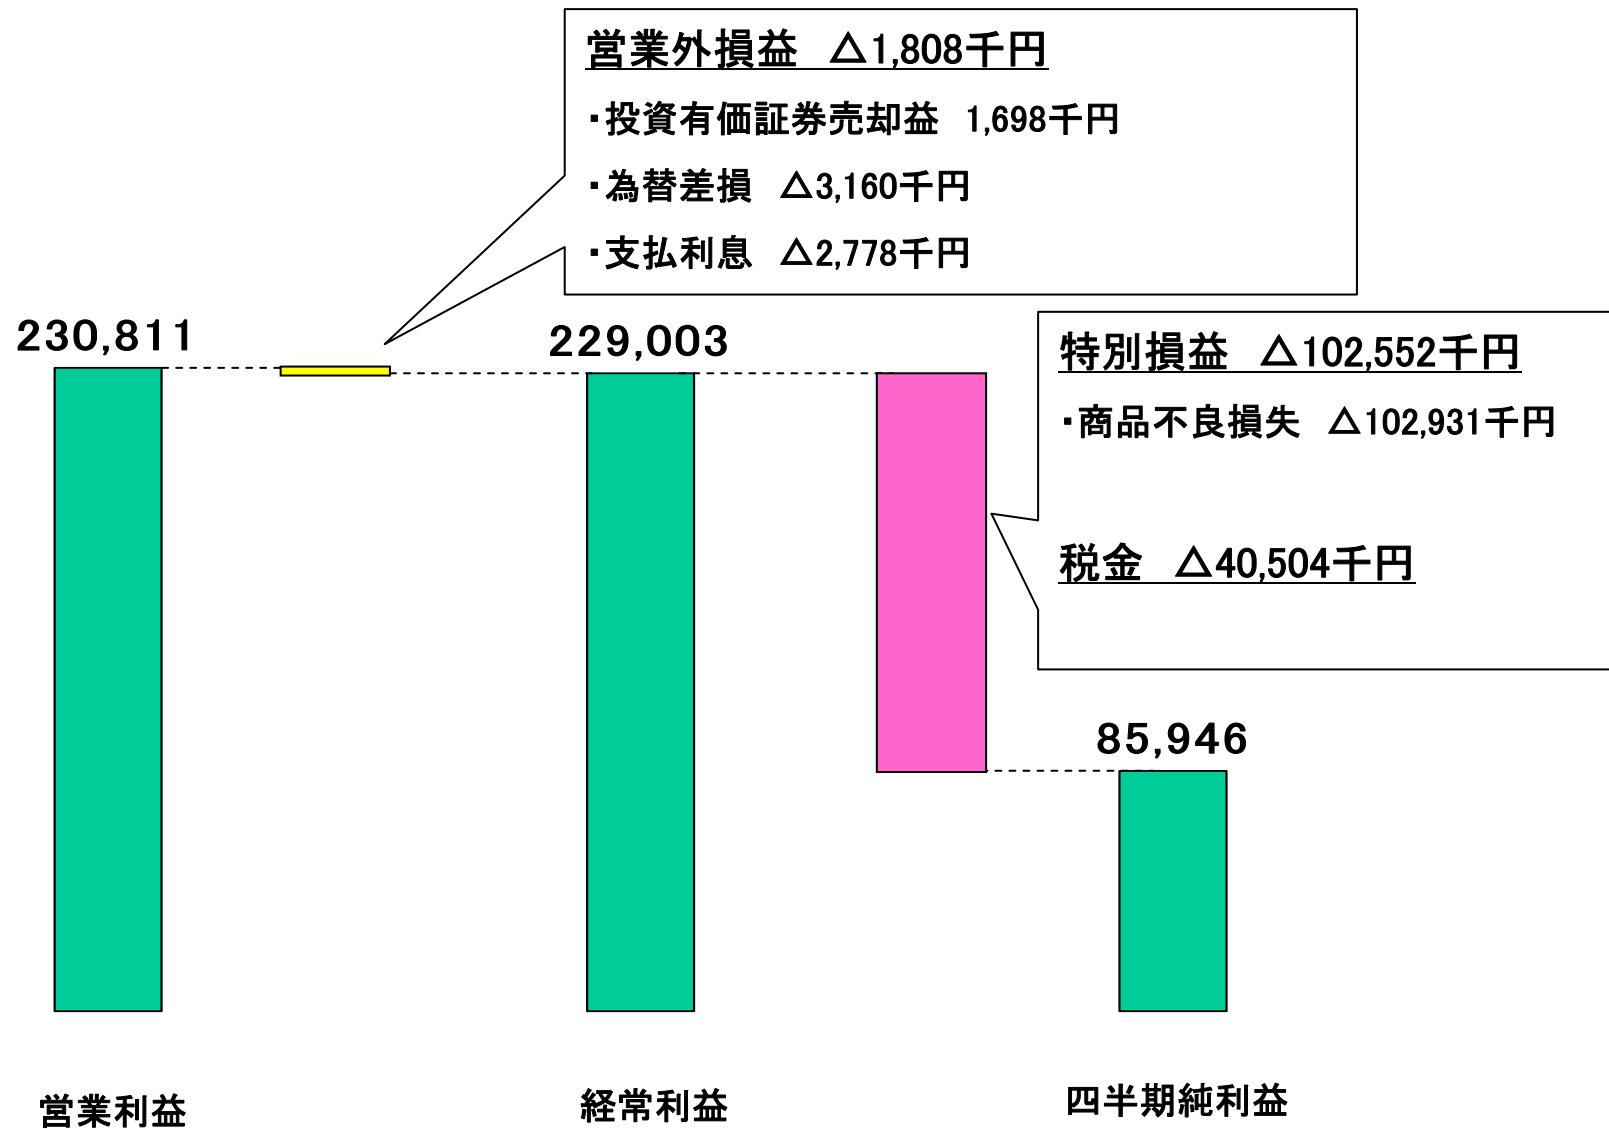 営業外損益　△1,808千円
・投資有価証券売却益　1,698千円
・為替差損　△3,160千円
・支払利息　△2,778千円
230,811
229,003
特別損益　△102,552千円
・商品不良損失　△102,931千円
税金　△40,504千円
85,946
営業利益
経常利益
四半期純利益